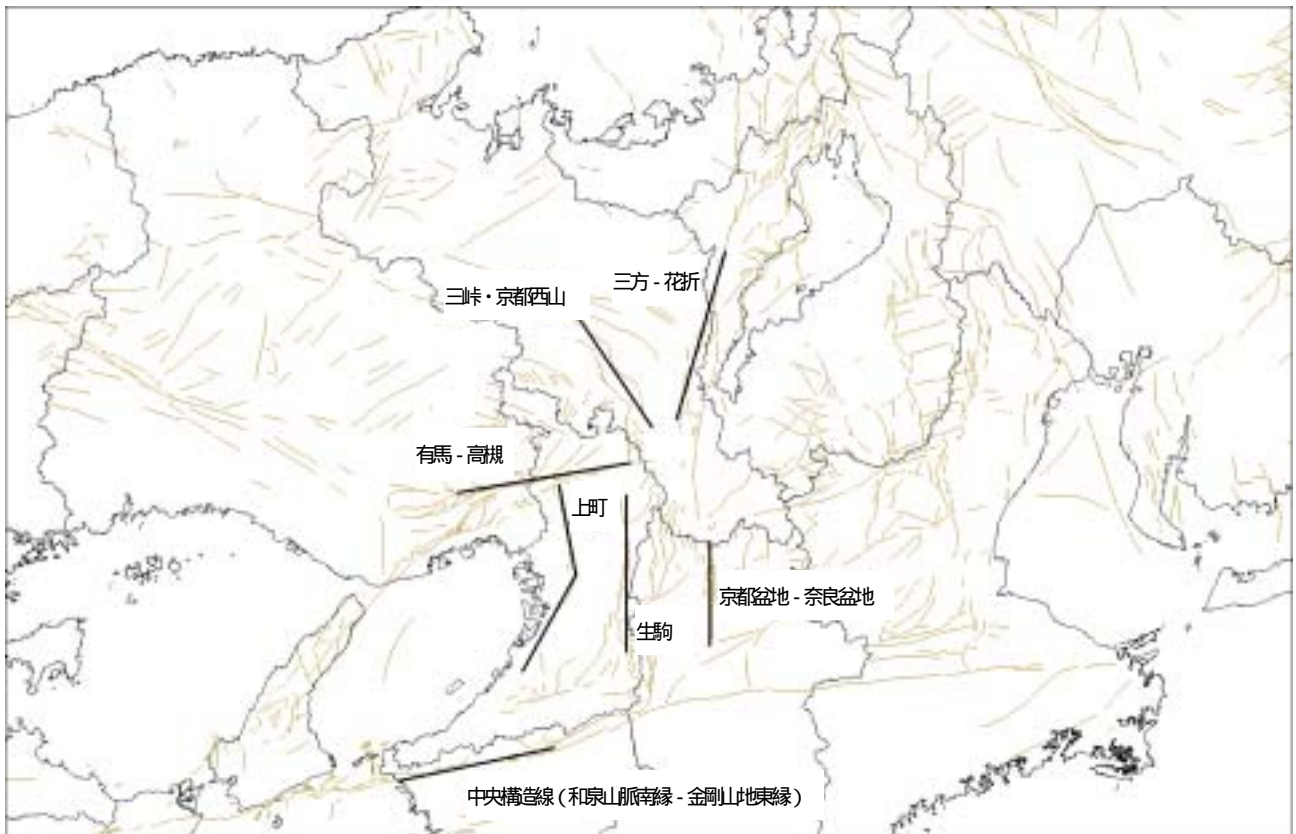 三方 - 花折
三峠・京都西山
有馬 - 高槻
上町
京都盆地 - 奈良盆地
生駒
中央構造線(和泉山脈南縁 - 金剛山地東縁)